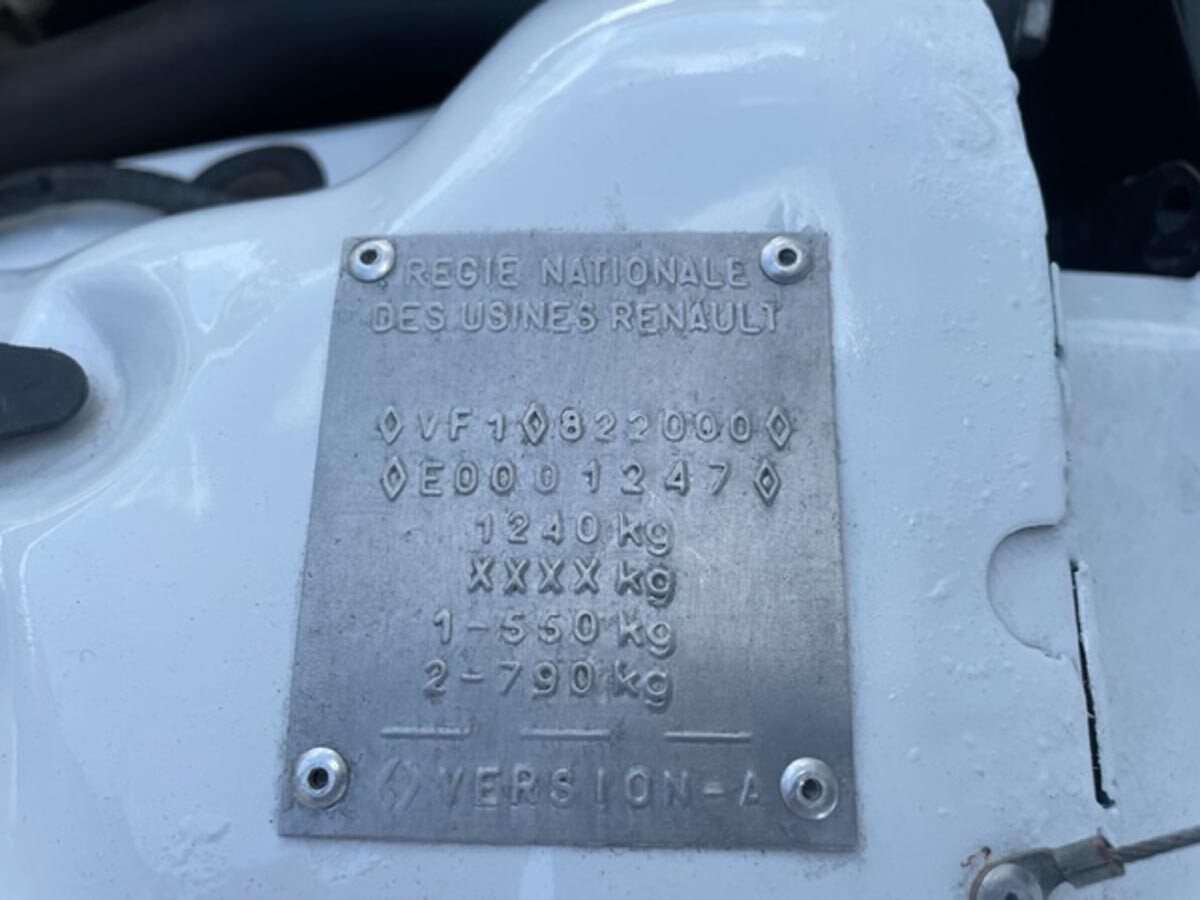 REGIE NATIONALE
DES USINES RENAULT
◊VF1◊822000◊
◊E0001247◊
1240 kg
XXXX kg
1-550 kg
2-790 kg
◊ VERSION-A